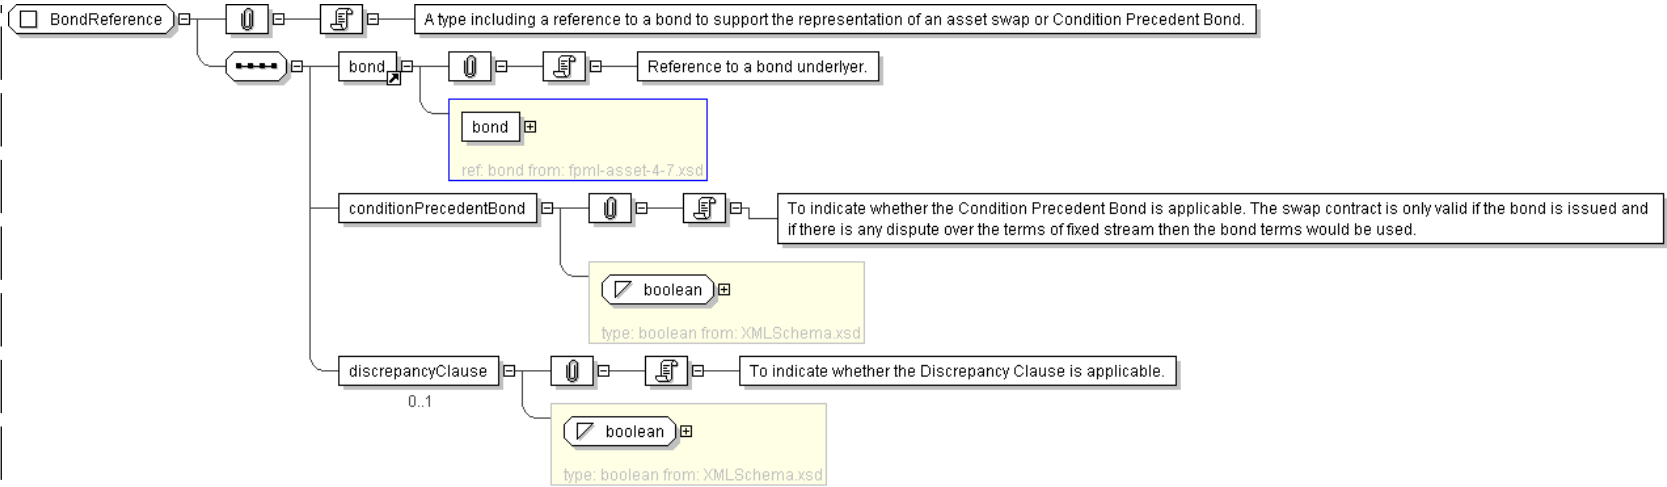 BondReference
A type including a reference to a bond to support the representation of an asset swap or Condition Precedent Bond.
bond
Reference to a bond underlyer.
bond
ref: bond from: fpml-asset-4-7.xsd
conditionPrecedentBond
To indicate whether the Condition Precedent Bond is applicable. The swap contract is only valid if the bond is issued and
if there is any dispute over the terms of fixed stream then the bond terms would be used.
boolean
type: boolean from: XMLSchema.xsd
discrepancyClause
To indicate whether the Discrepancy Clause is applicable.
0..1
boolean
type: boolean from: XMLSchema.xsd